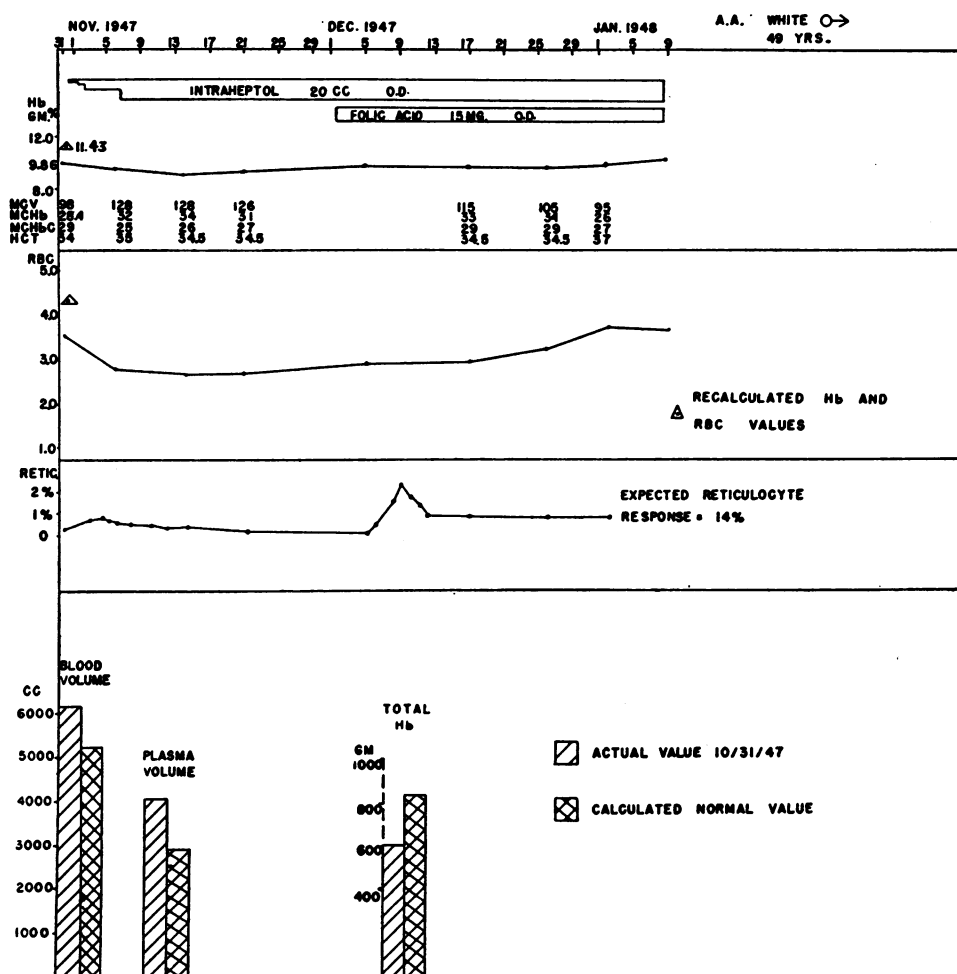 NOV. 1947 DEC. 1947 JAN. 1948 A.A. WHITE
49 YRS.
31 1 5 9 13 17 21 25 29 1 5 9 13 17 21 25 29 1 5 9
INTRAHEPTOL 20 CC O.D.
FOLIC ACID 15 MG. O.D.
Hb
GM.%
12.0
11.43
9.86
8.0
MCV 98 128 128 126 115 105 95
MCHb 28.4 32 34 31 33 31 26
MCHbC 29 25 26 27 29 29 27
HCT 34 35 34.5 34.5 34.5 34.5 37
RBC
5.0
4.0
3.0
2.0
1.0
RECALCULATED Hb AND
RBC VALUES
RETIC.
2%
1%
0
EXPECTED RETICULOCYTE
RESPONSE = 14%
BLOOD
VOLUME
CC
6000
5000
4000
3000
2000
1000
PLASMA
VOLUME
TOTAL
Hb
GM
1000
800
600
400
ACTUAL VALUE 10/31/47
CALCULATED NORMAL VALUE